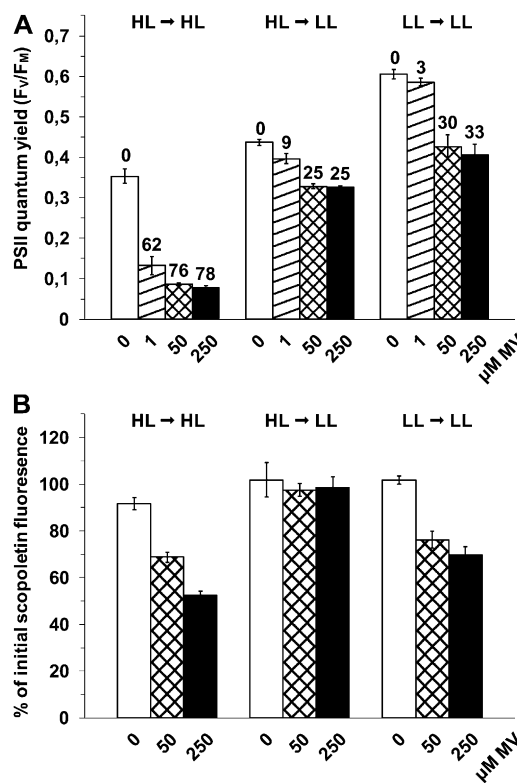 A
HL → HL HL → LL LL → LL
PSII quantum yield (FV/FM)
0,7
0,6
0,5
0,4
0,3
0,2
0,1
0
0 62 76 78
0 9 25 25
0 3 30 33
0 1 50 250 0 1 50 250 0 1 50 250 µM MV
B
HL → HL HL → LL LL → LL
% of initial scopoletin fluoresence
120
100
80
60
40
20
0
0 50 250 0 50 250 0 50 250 µM MV